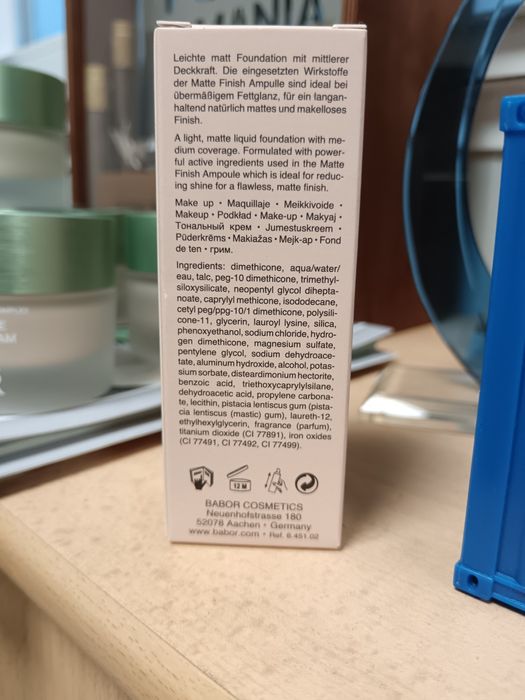 MANIA
Leichte matt Foundation mit mittlerer
Deckkraft. Die eingesetzten Wirkstoffe
der Matte Finish Ampulle sind ideal bei
übermäßigem Fettglanz, für ein langan-
haltend natürlich mattes und makelloses
Finish.
A light, matte liquid foundation with me-
dium coverage. Formulated with power-
ful active ingredients used in the Matte
Finish Ampoule which is ideal for reduc-
ing shine for a flawless, matte finish.
Make up • Maquillaje • Meikkivoide •
Makeup • Podkład • Make-up • Makyaj •
Тональный крем • Jumestuskreem •
Pūderkrēms • Makiažas • Mejk-ap • Fond
de ten • грим.
Ingredients: dimethicone, aqua/water/
eau, talc, peg-10 dimethicone, trimethyl-
siloxysilicate, neopentyl glycol dihepta-
noate, caprylyl methicone, isododecane,
cetyl peg/ppg-10/1 dimethicone, polysili-
cone-11, glycerin, lauroyl lysine, silica,
phenoxyethanol, sodium chloride, hydro-
gen dimethicone, magnesium sulfate,
pentylene glycol, sodium dehydroace-
tate, aluminum hydroxide, alcohol, potas-
sium sorbate, disteardimonium hectorite,
benzoic acid, triethoxycaprylylsilane,
dehydroacetic acid, propylene carbona-
te, lecithin, pistacia lentiscus gum (pista-
cia lentiscus (mastic) gum), laureth-12,
ethylhexylglycerin, fragrance (parfum),
titanium dioxide (CI 77891), iron oxides
(CI 77491, CI 77492, CI 77499).
12 M
BABOR COSMETICS
Neuenhofstrasse 180
52078 Aachen • Germany
www.babor.com • Ref. 6.451.02